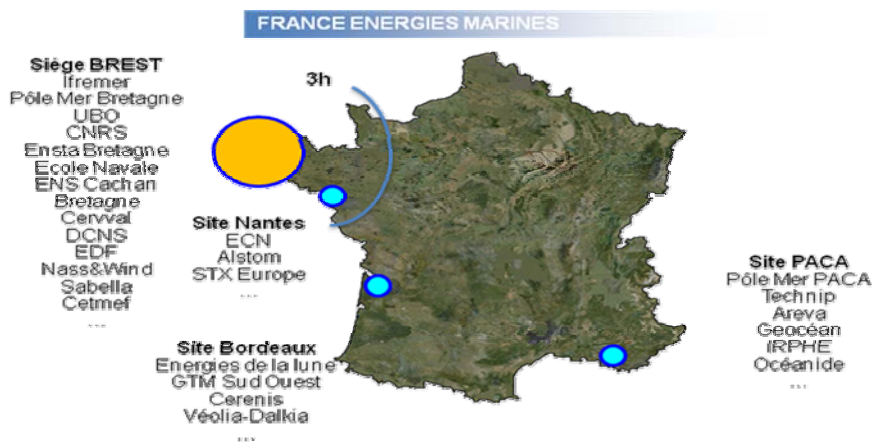 FRANCE ENERGIES MARINES
Siège BREST
Ifremer
Pôle Mer Bretagne
UBO
CNRS
Ensta Bretagne
Ecole Navale
ENS Cachan
Bretagne
Cervval
DCNS
EDF
Nass&Wind
Sabella
Cetmef
...
3h
Site Nantes
ECN
Alstom
STX Europe
...
Site Bordeaux
Energies de la lune
GTM Sud Ouest
Cerenis
Véolia-Dalkia
...
Site PACA
Pôle Mer PACA
Technip
Areva
Geocéan
IRPHE
Océanide
...